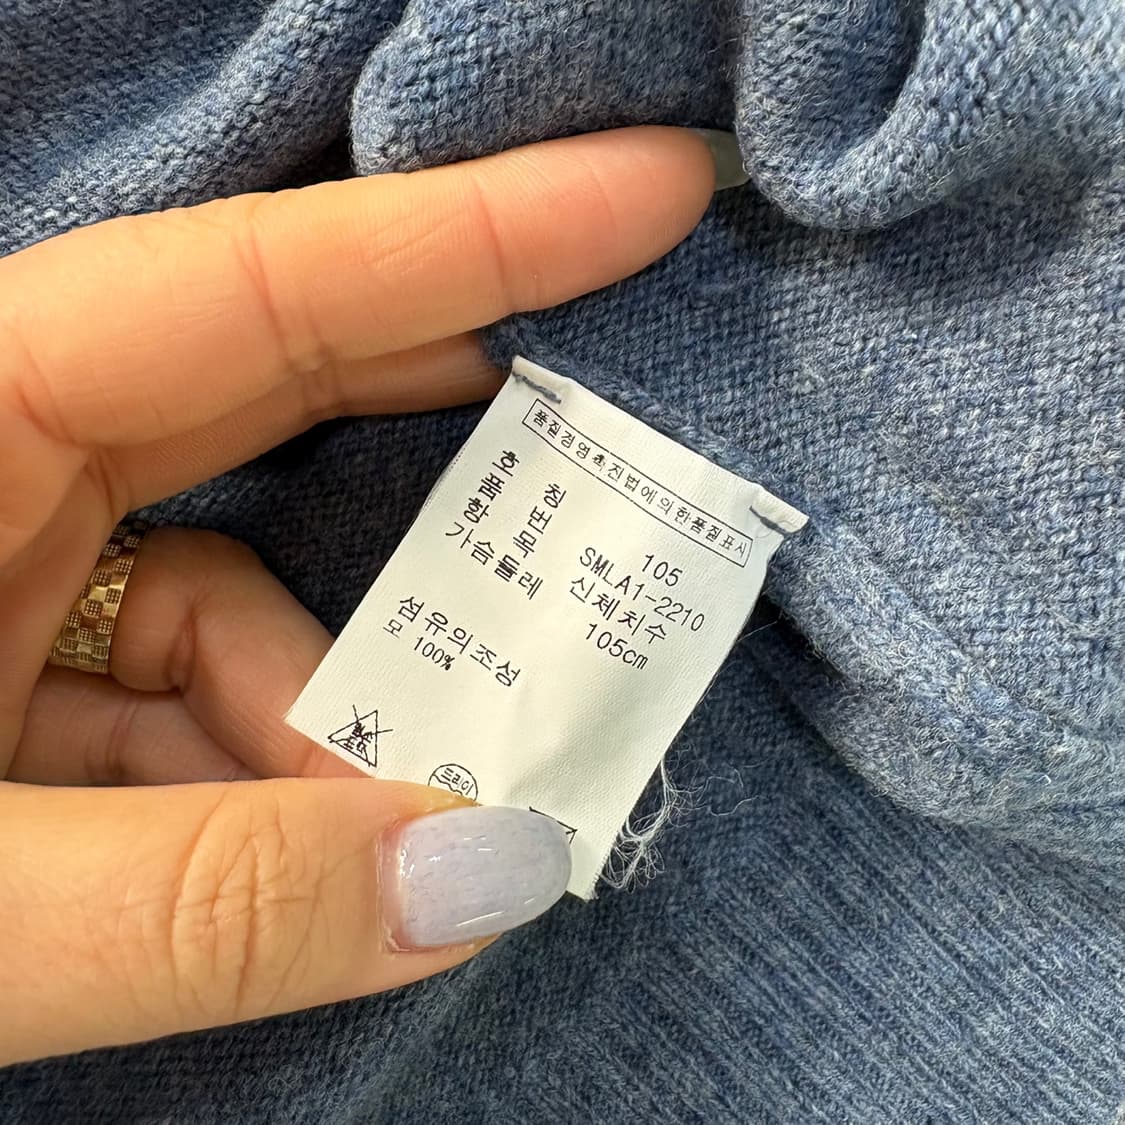 품질경영촉진법에의한품질표시
호 칭 105
품 번 SMLA1-2210
항 목 신체치수
가슴둘레 105cm
섬유의조성
모 100%
드라이